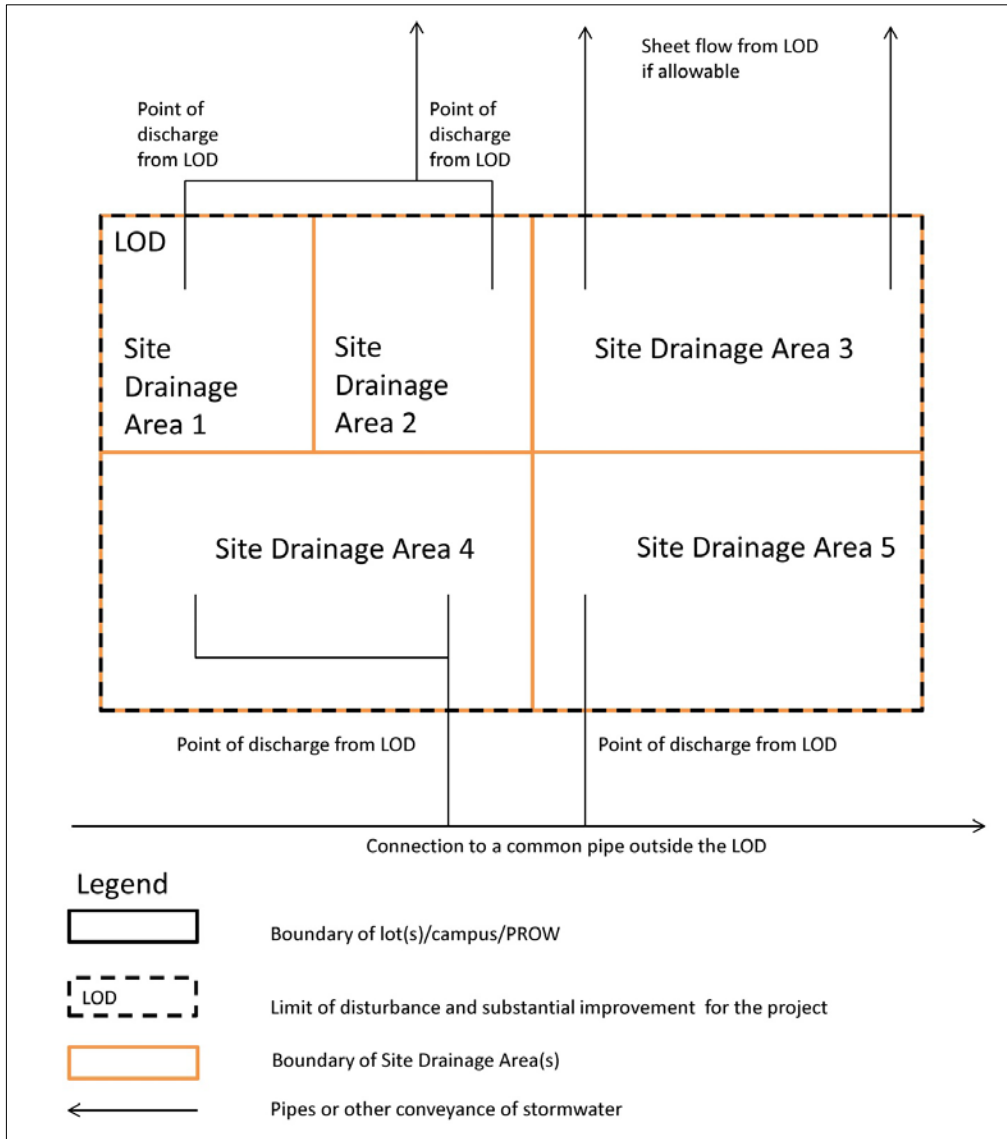 Sheet flow from LOD
if allowable
Point of
discharge
from LOD
Point of
discharge
from LOD
LOD
Site
Drainage
Area 1
Site
Drainage
Area 2
Site Drainage Area 3
Site Drainage Area 4
Site Drainage Area 5
Point of discharge from LOD
Point of discharge from LOD
Connection to a common pipe outside the LOD
Legend
Boundary of lot(s)/campus/PROW
LOD
Limit of disturbance and substantial improvement for the project
Boundary of Site Drainage Area(s)
Pipes or other conveyance of stormwater